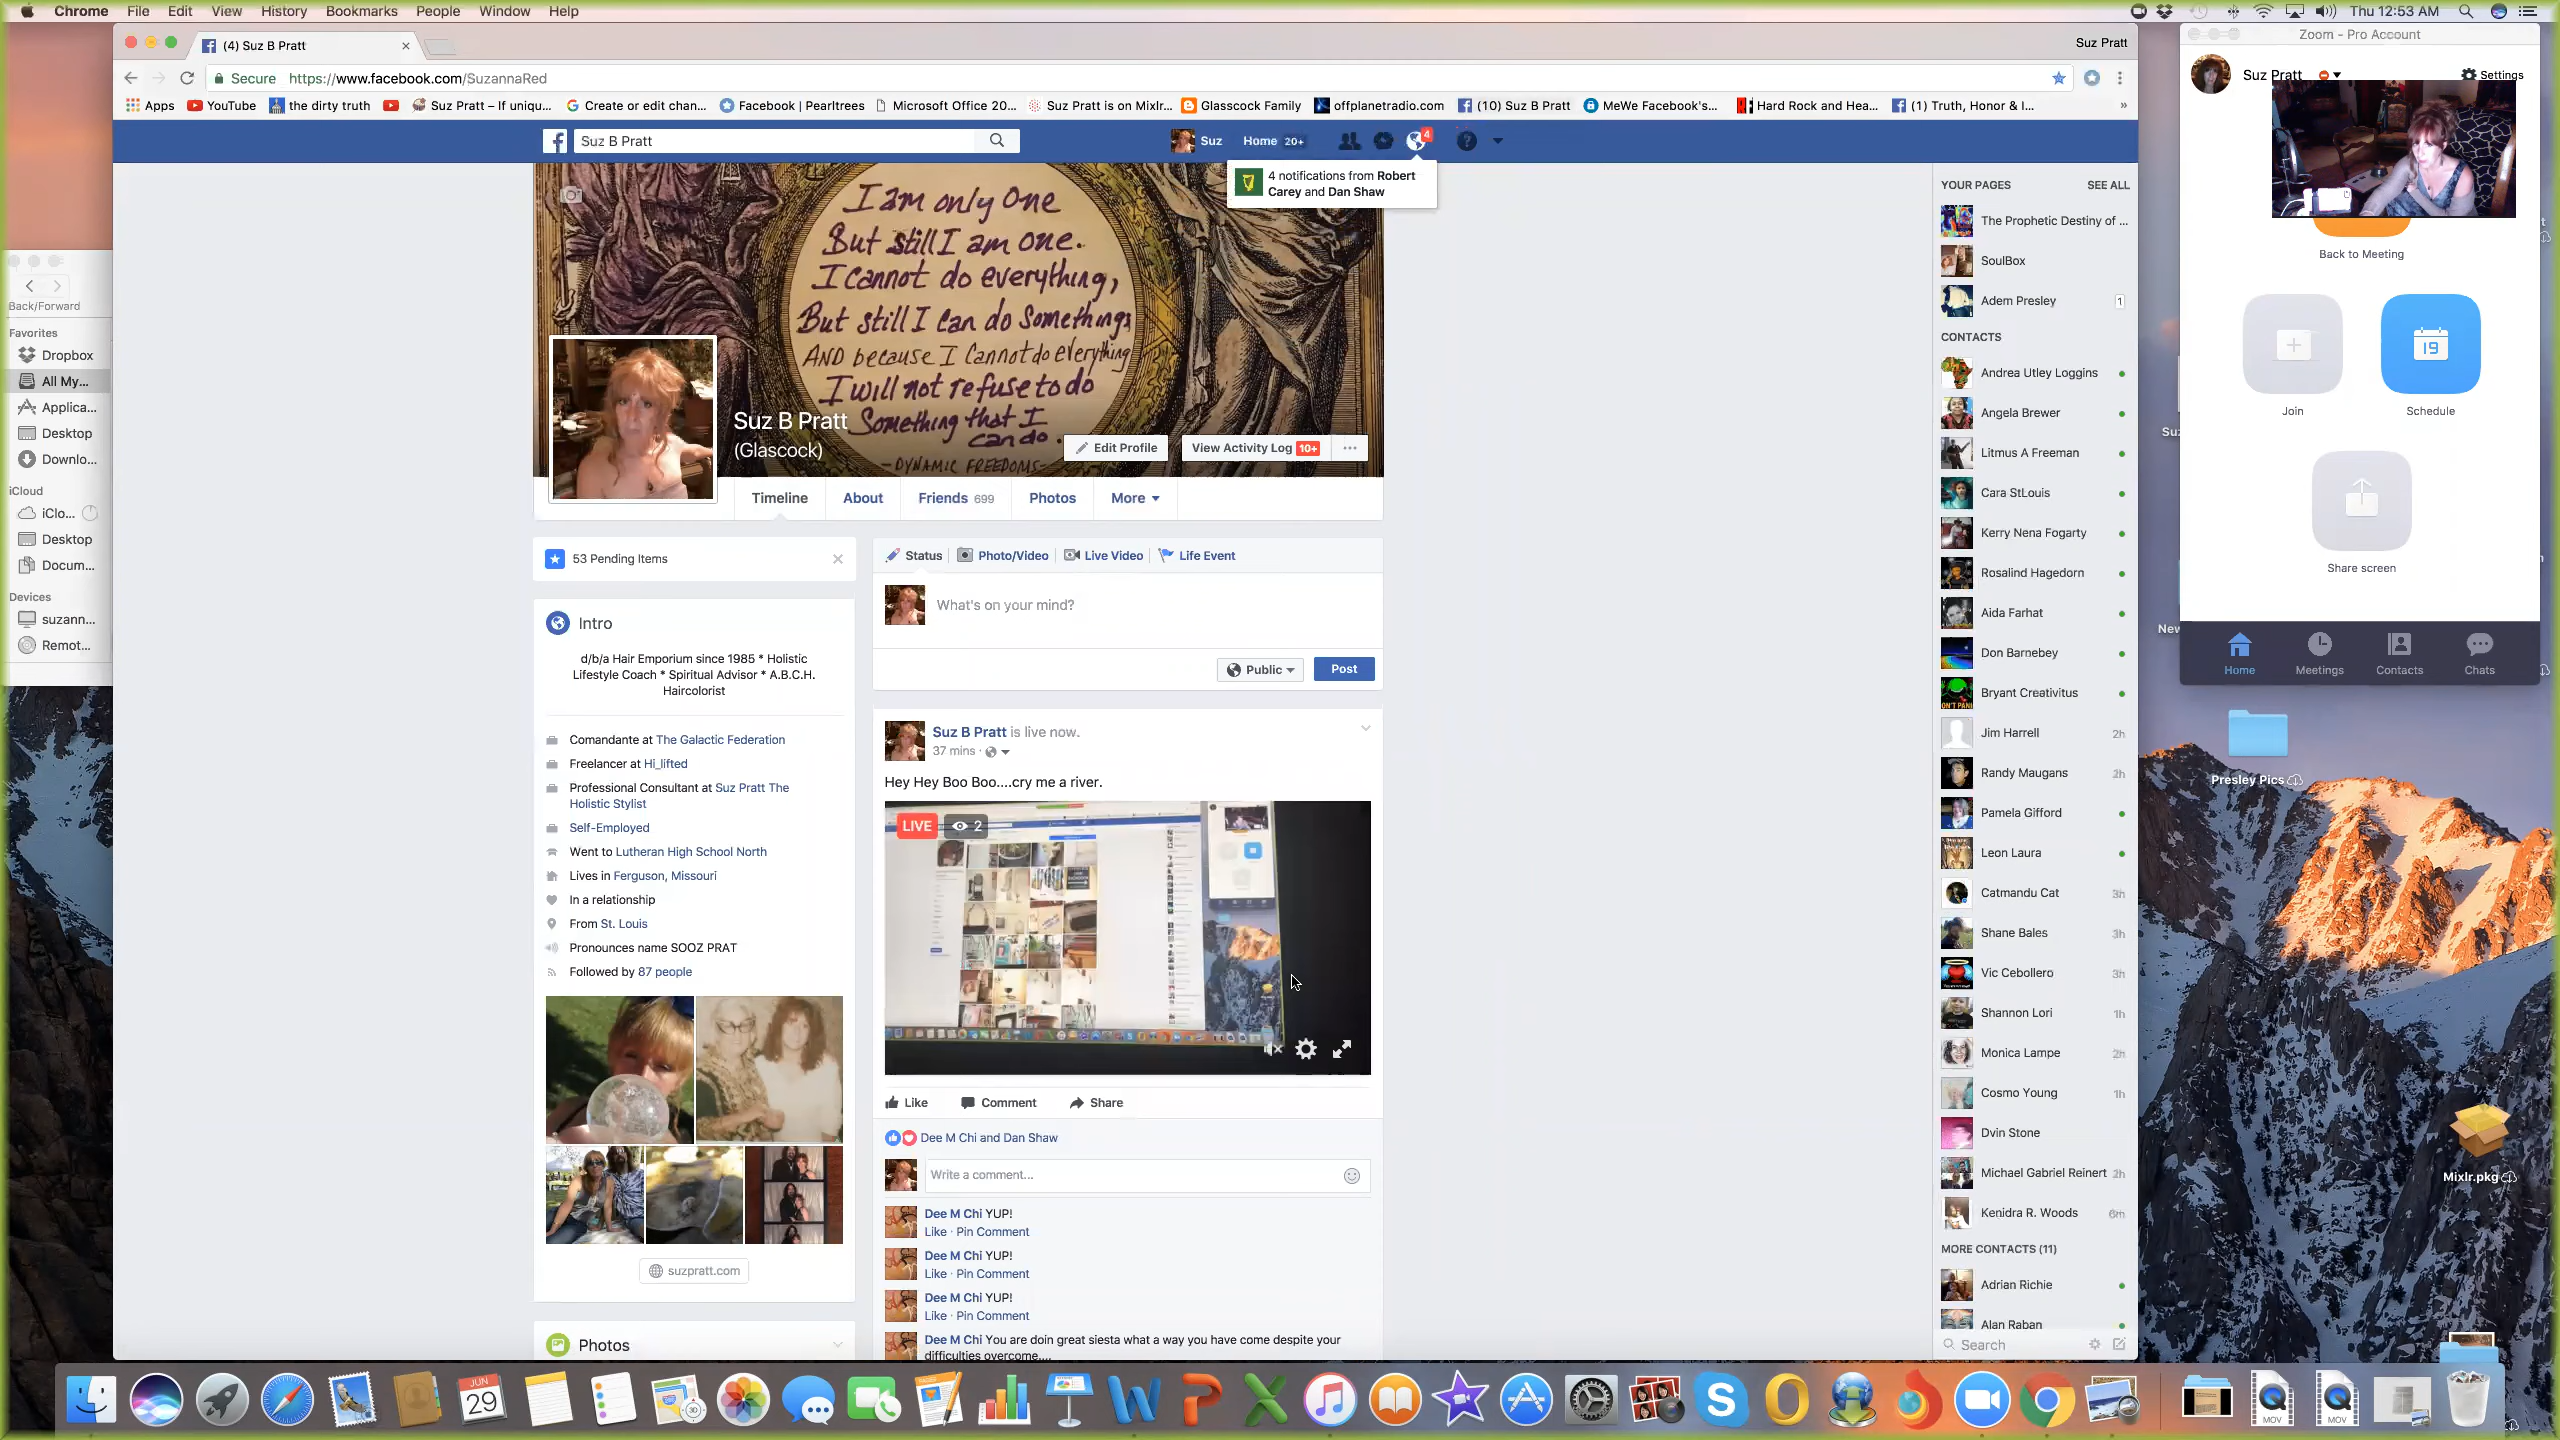 Chrome File Edit View History Bookmarks People Window Help
Thu 12:53 AM
(4) Suz B Pratt
Suz Pratt
Secure https://www.facebook.com/SuzannaRed
Apps YouTube the dirty truth Suz Pratt – If uniqu... Create or edit chan... Facebook | Pearltrees Microsoft Office 20... Suz Pratt is on Mixlr... Glasscock Family offplanetradio.com (10) Suz B Pratt MeWe Facebook's... Hard Rock and Hea... (1) Truth, Honor & I... »
Suz B Pratt
Suz Home 20+
4
4 notifications from Robert
Carey and Dan Shaw
I am only One
But still I am one.
I cannot do everything,
But still I can do something
AND because I cannot do everything
I will not refuse to do
Something that I
can do.
-DYNAMIC FREEDOMS-
Suz B Pratt
(Glascock)
Edit Profile
View Activity Log 10+
Timeline About Friends 699 Photos More
53 Pending Items
Intro
d/b/a Hair Emporium since 1985 * Holistic
Lifestyle Coach * Spiritual Advisor * A.B.C.H.
Haircolorist
Comandante at The Galactic Federation
Freelancer at Hi_lifted
Professional Consultant at Suz Pratt The
Holistic Stylist
Self-Employed
Went to Lutheran High School North
Lives in Ferguson, Missouri
In a relationship
From St. Louis
Pronounces name SOOZ PRAT
Followed by 87 people
suzpratt.com
Photos
Status Photo/Video Live Video Life Event
What's on your mind?
Public Post
Suz B Pratt is live now.
37 mins ·
Hey Hey Boo Boo....cry me a river.
LIVE 2
Like Comment Share
Dee M Chi and Dan Shaw
Write a comment...
Dee M Chi YUP!
Like · Pin Comment
Dee M Chi YUP!
Like · Pin Comment
Dee M Chi YUP!
Like · Pin Comment
Dee M Chi You are doin great siesta what a way you have come despite your
difficulties overcome....
YOUR PAGES SEE ALL
The Prophetic Destiny of ...
SoulBox
Adem Presley 1
CONTACTS
Andrea Utley Loggins
Angela Brewer
Litmus A Freeman
Cara StLouis
Kerry Nena Fogarty
Rosalind Hagedorn
Aida Farhat
Don Barnebey
Bryant Creativitus
Jim Harrell 2h
Randy Maugans 2h
Pamela Gifford
Leon Laura
Catmandu Cat 3h
Shane Bales 3h
Vic Cebollero 3h
Shannon Lori 1h
Monica Lampe 2h
Cosmo Young 1h
Dvin Stone
Michael Gabriel Reinert 2h
Kenidra R. Woods 6m
MORE CONTACTS (11)
Adrian Richie
Alan Raban
Search
Back/Forward
Favorites
Dropbox
All My...
Applica...
Desktop
Downlo...
iCloud
iClo...
Desktop
Docum...
Devices
suzann...
Remot...
Zoom - Pro Account
Suz Pratt
Settings
Back to Meeting
19
Join Schedule
Share screen
Home Meetings Contacts Chats
Suz
New
Presley Pics
Mixlr.pkg
JUN
29
3D
MOV
MOV